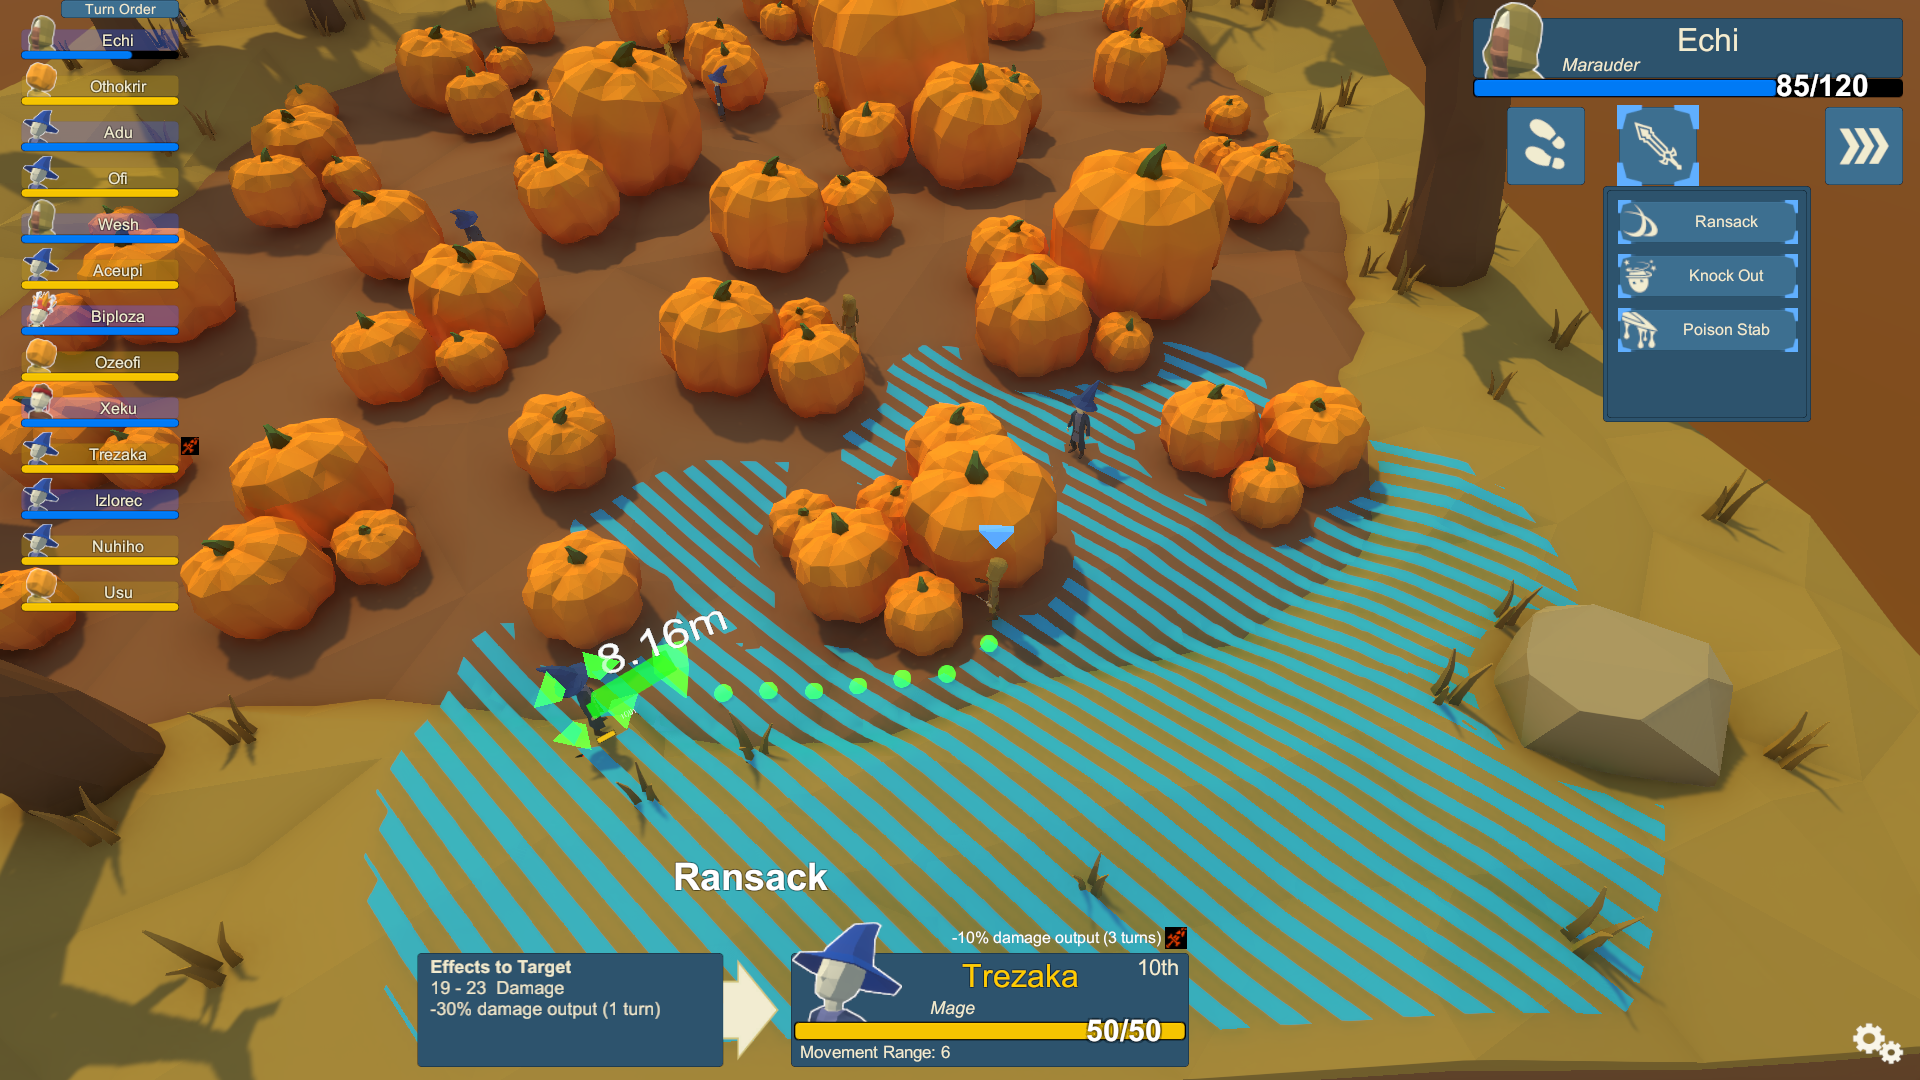 Turn Order
Echi
Othokrir
Adu
Ofi
Wesh
Aceupi
Biploza
Ozeofi
Xeku
Trezaka
Izlorec
Nuhiho
Usu
Echi
Marauder
85/120
Ransack
Knock Out
Poison Stab
8.16m
Ransack
Effects to Target
19 - 23 Damage
-30% damage output (1 turn)
-10% damage output (3 turns)
Trezaka
10th
Mage
50/50
Movement Range: 6